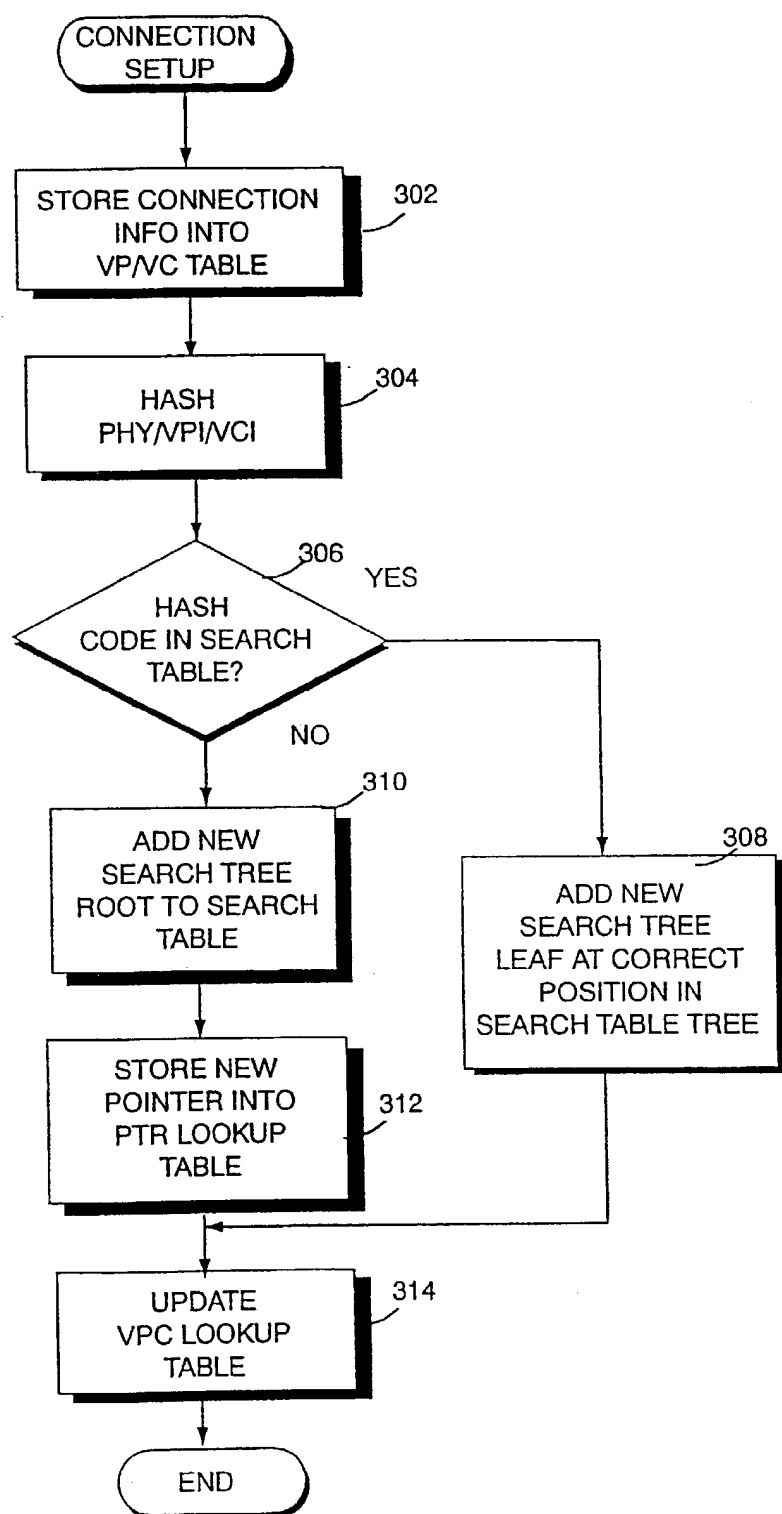 CONNECTION
SETUP
STORE CONNECTION
INFO INTO
VP/VC TABLE
302
HASH
PHY/VPI/VCI
304
306
HASH
CODE IN SEARCH
TABLE?
YES
NO
310
ADD NEW
SEARCH TREE
ROOT TO SEARCH
TABLE
308
ADD NEW
SEARCH TREE
LEAF AT CORRECT
POSITION IN
SEARCH TABLE TREE
STORE NEW
POINTER INTO
PTR LOOKUP
TABLE
312
UPDATE
VPC LOOKUP
TABLE
314
END